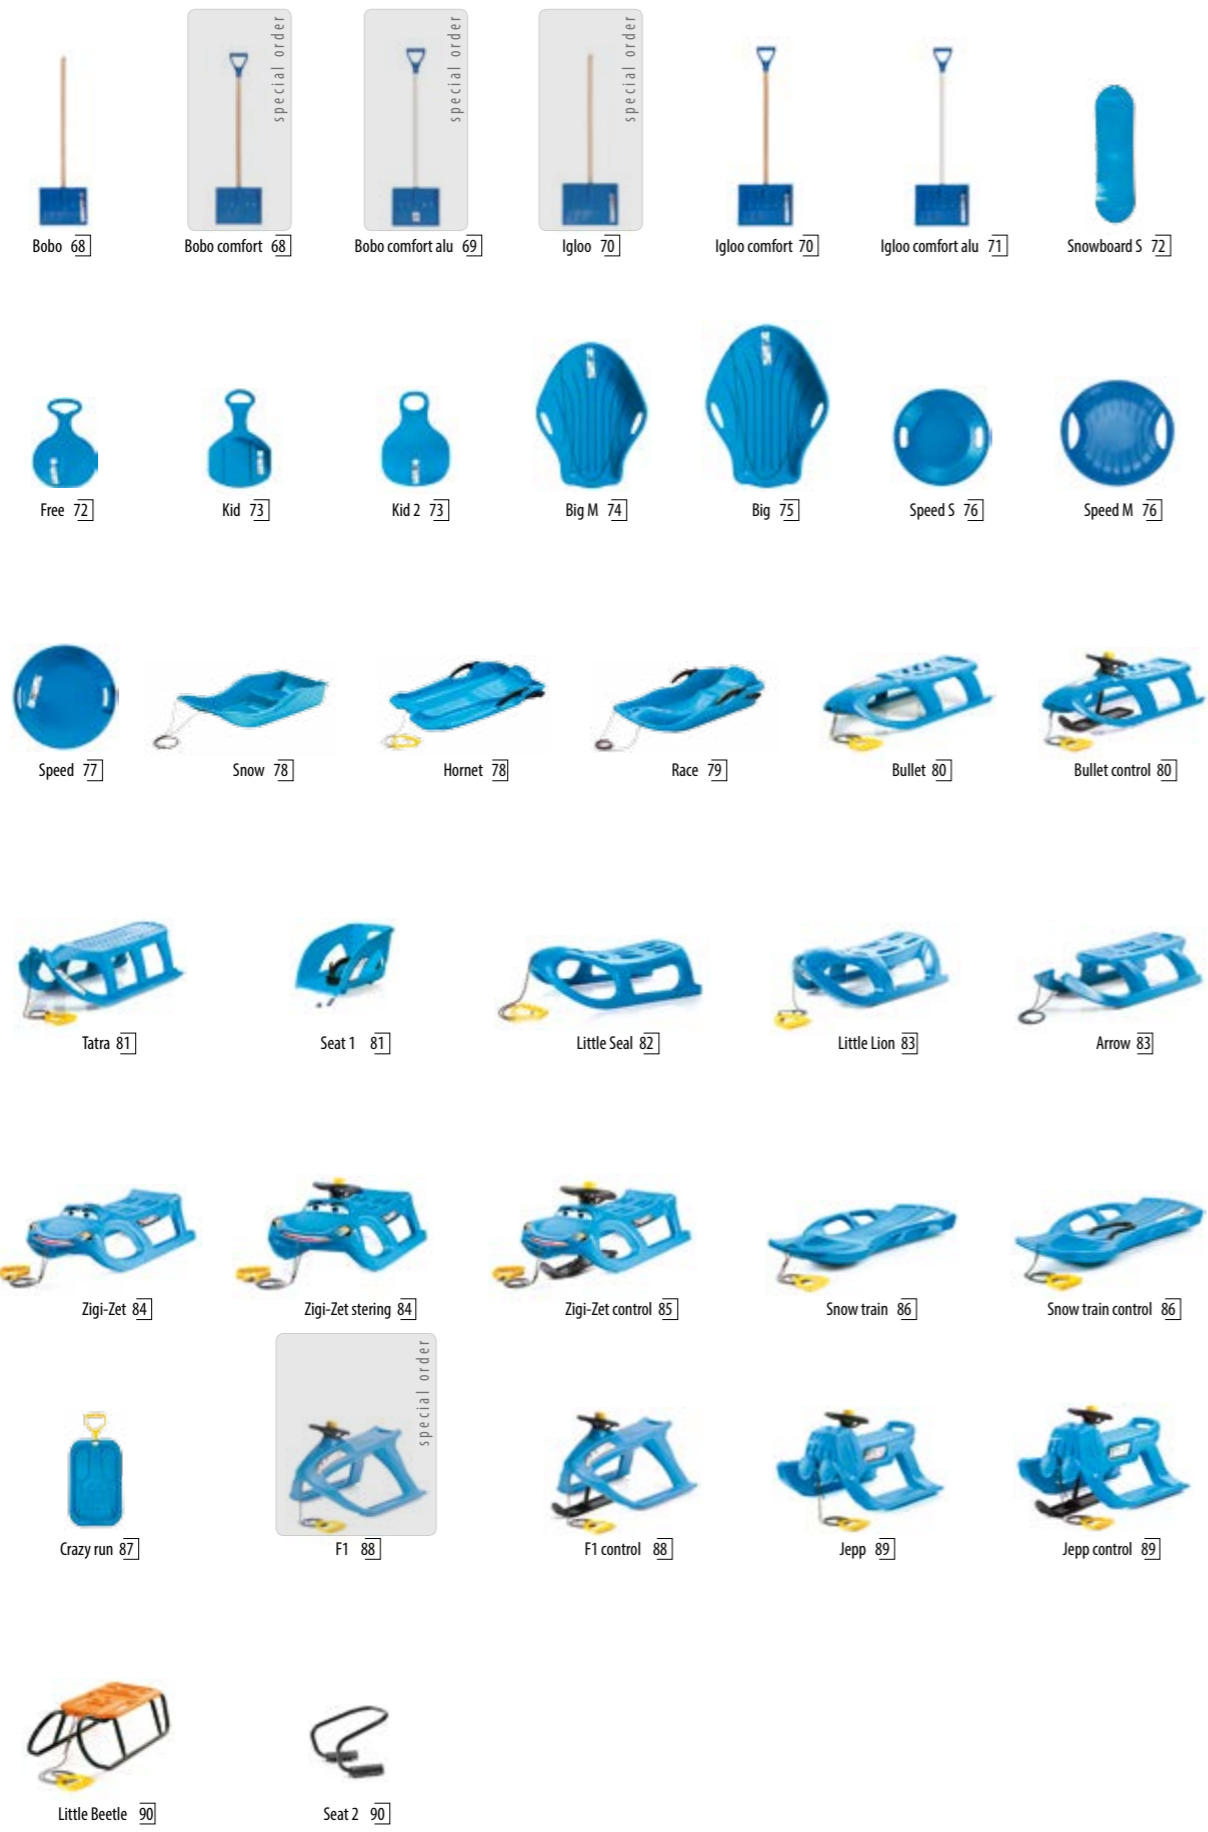 special order
special order
special order
Bobo 68
Bobo comfort 68
Bobo comfort alu 69
Igloo 70
Igloo comfort 70
Igloo comfort alu 71
Snowboard S 72
Free 72
Kid 73
Kid 2 73
Big M 74
Big 75
Speed S 76
Speed M 76
Speed 77
Snow 78
Hornet 78
Race 79
Bullet 80
Bullet control 80
Tatra 81
Seat 1 81
Little Seal 82
Little Lion 83
Arrow 83
Zigi-Zet 84
Zigi-Zet stering 84
Zigi-Zet control 85
Snow train 86
Snow train control 86
special order
Crazy run 87
F1 88
F1 control 88
Jepp 89
Jepp control 89
Little Beetle 90
Seat 2 90